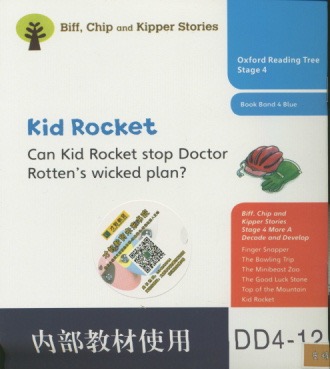 Biff, Chip and Kipper Stories
Oxford Reading Tree
Stage 4
Book Band 4 Blue
Kid Rocket
Can Kid Rocket stop Doctor
Rotten's wicked plan?
Biff, Chip and
Kipper Stories
Stage 4 More A
Decode and Develop
Finger Snapper
The Bowling Trip
The Minibeast Zoo
The Good Luck Stone
Top of the Mountain
Kid Rocket
内部教材使用
DD4-12